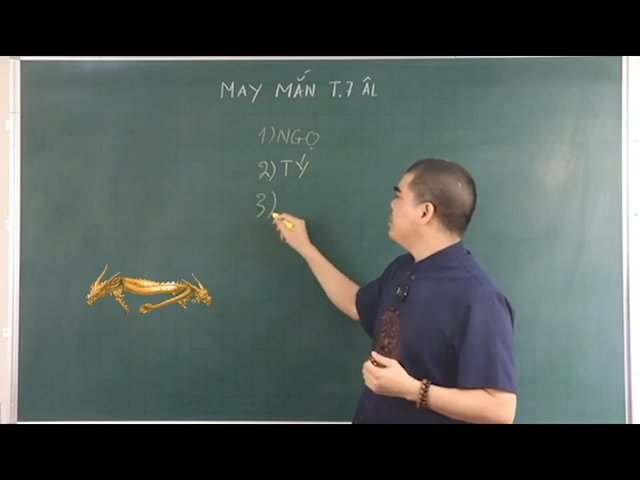 MAY MẮN T.7 ÂL
1) NGỌ
2) TÝ
3)